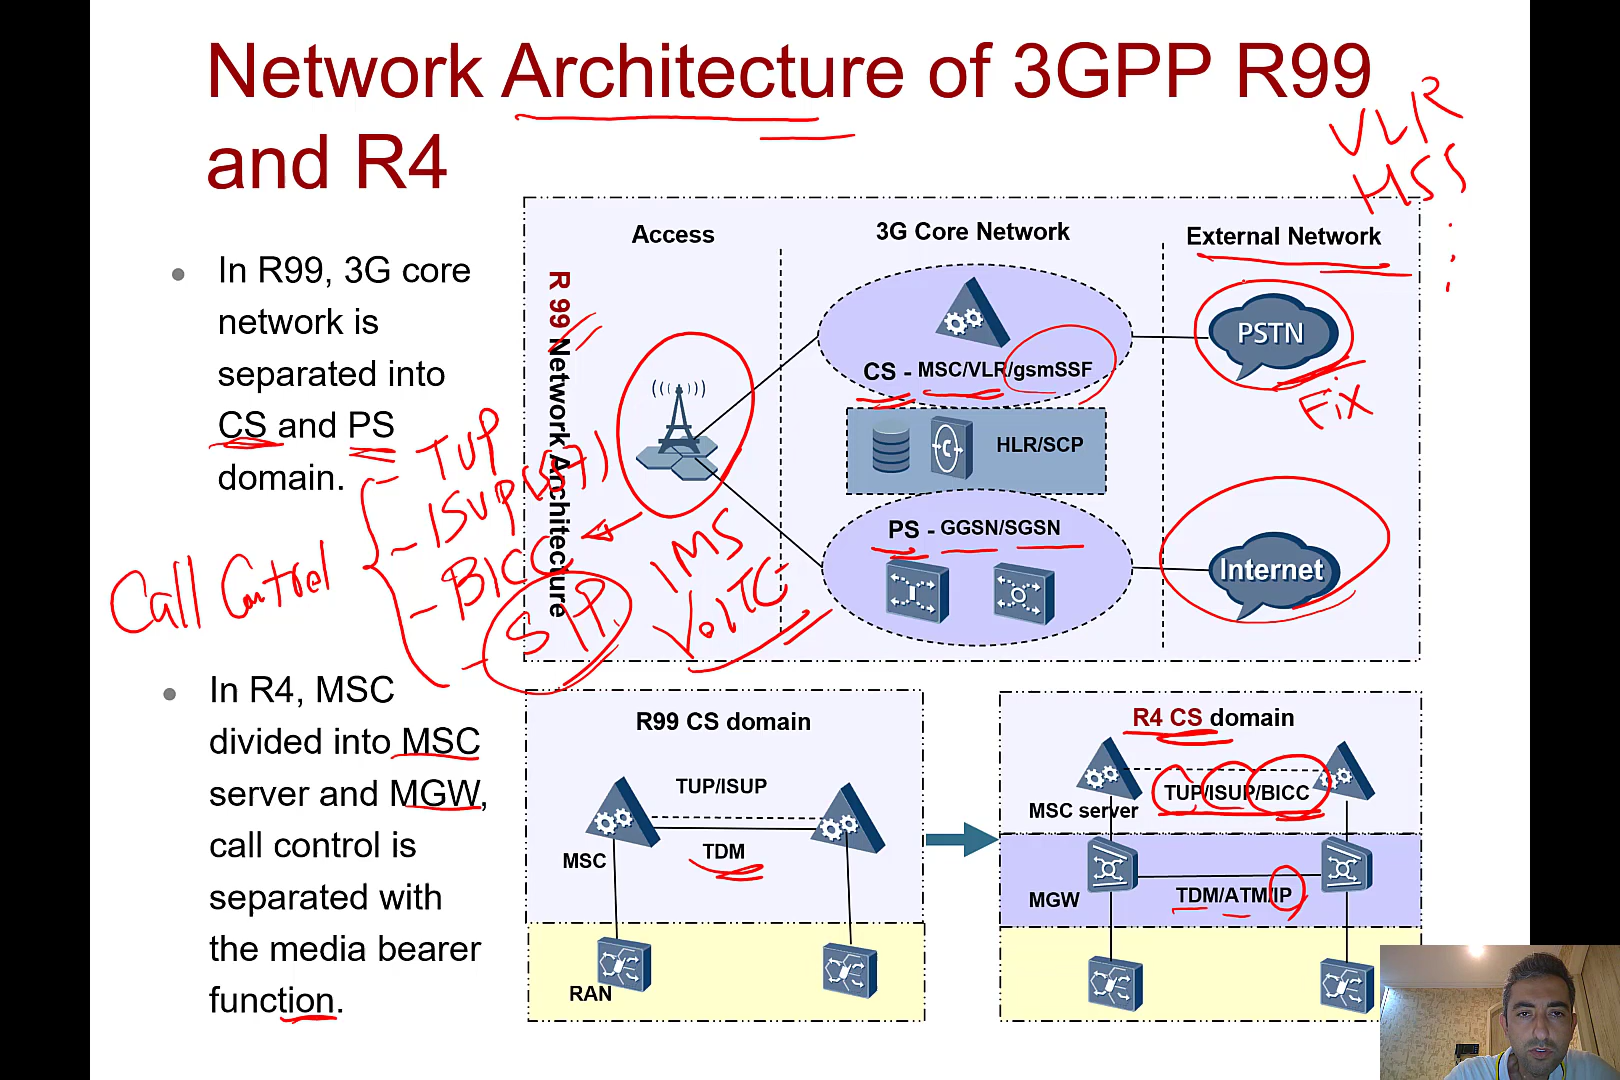 Network Architecture of 3GPP R99
and R4
VLR
HSS
In R99, 3G core
network is
separated into
CS and PS
domain.
Call Control
TUP
- ISUP (S7)
- BICC
- SIP
IMS
VoLTE
In R4, MSC
divided into MSC
server and MGW,
call control is
separated with
the media bearer
function.
R 99 Network Architecture
Access
3G Core Network
External Network
CS - MSC/VLR/gsmSSF
PSTN
Fix
HLR/SCP
PS - GGSN/SGSN
Internet
R99 CS domain
TUP/ISUP
MSC
TDM
RAN
R4 CS domain
TUP/ISUP/BICC
MSC server
MGW
TDM/ATM/IP